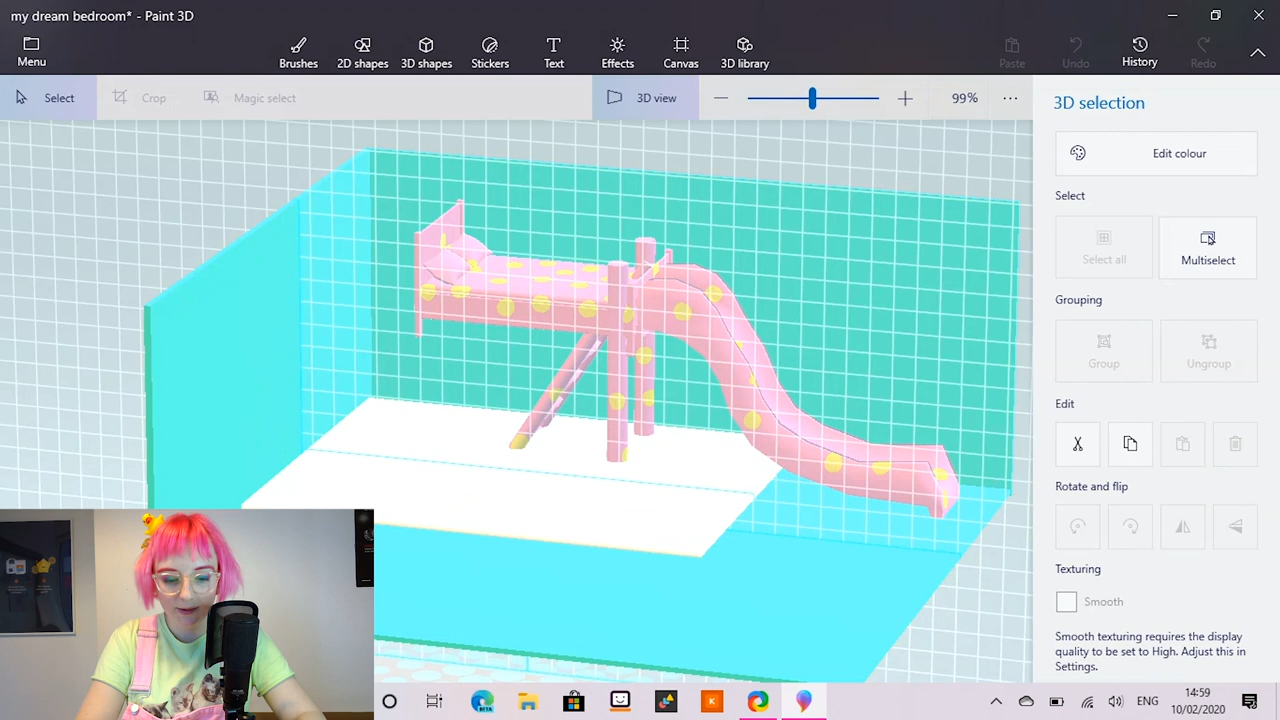 my dream bedroom* - Paint 3D
Menu
Brushes 2D shapes 3D shapes Stickers Text Effects Canvas 3D library
Paste Undo History Redo
Select Crop Magic select 3D view 99%
3D selection
Edit colour
Select
Select all Multiselect
Grouping
Group Ungroup
Edit
Rotate and flip
Texturing
Smooth
Smooth texturing requires the display
quality to be set to High. Adjust this in
Settings.
BETA
K
ENG
14:59
10/02/2020